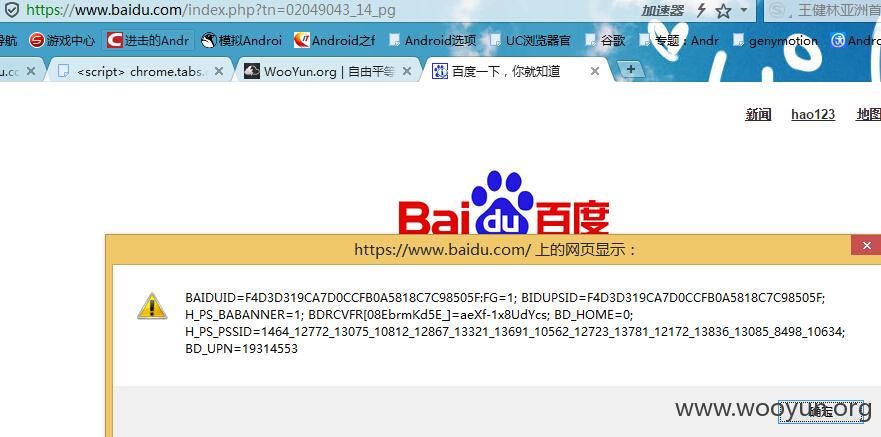 https://www.baidu.com/index.php?tn=02049043_14_pg
加速器
王健林亚洲首
导航
游戏中心
进击的Andr
模拟Androi
Android之f
Android选项
UC浏览器官
谷歌
专题：Andr
genymotion
Andro
u.cc
<script> chrome.tabs.
WooYun.org | 自由平等
百度一下，你就知道
新闻
hao123
地图
Bai du 百度
https://www.baidu.com/ 上的网页显示：
BAIDUID=F4D3D319CA7D0CCFB0A5818C7C98505F:FG=1; BIDUPSID=F4D3D319CA7D0CCFB0A5818C7C98505F;
H_PS_BABANNER=1; BDRCVFR[08EbrmKd5E_]=aeXf-1x8UdYcs; BD_HOME=0;
H_PS_PSSID=1464_12772_13075_10812_12867_13321_13691_10562_12723_13781_12172_13836_13085_8498_10634;
BD_UPN=19314553
确定
www.wooyun.org